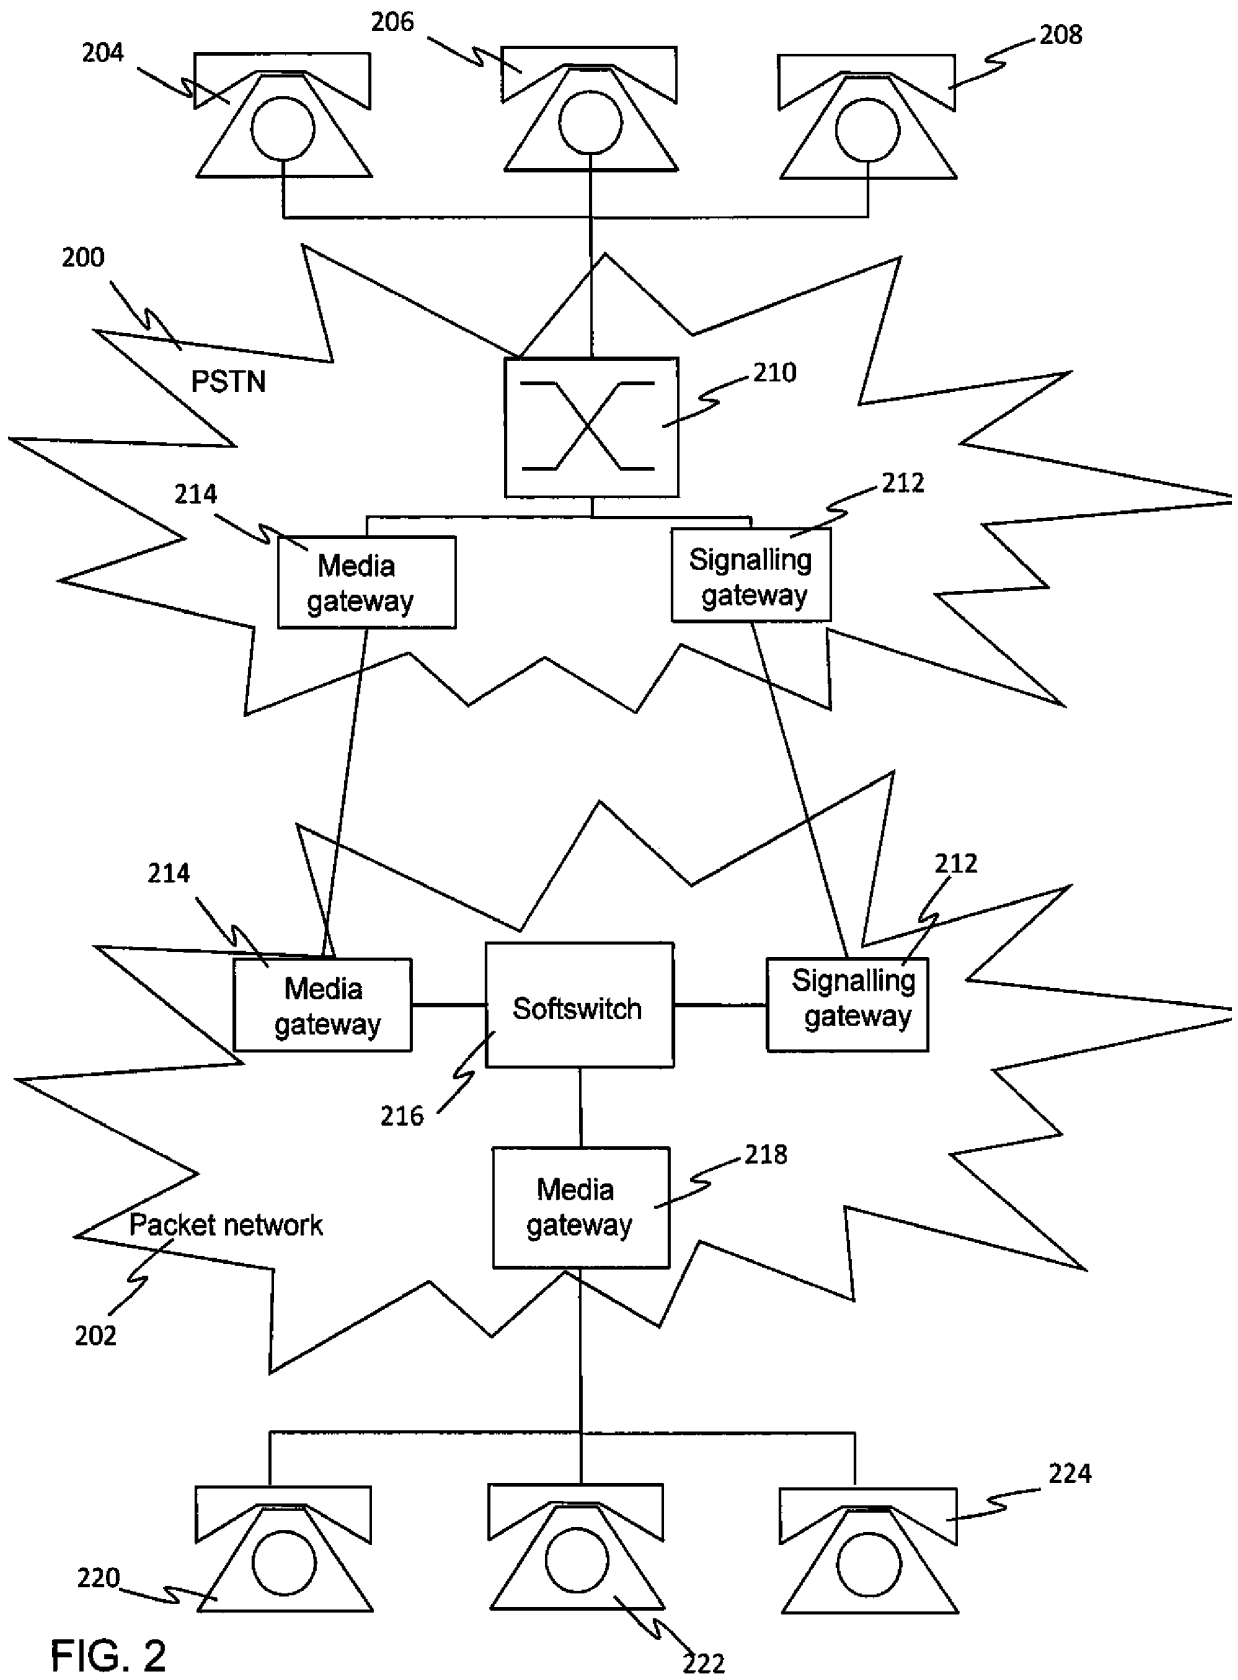 206
204
208
200
PSTN
210
214
212
Media
gateway
Signalling
gateway
214
212
Media
gateway
Softswitch
Signalling
gateway
216
218
Media
gateway
Packet network
202
224
220
222
FIG. 2